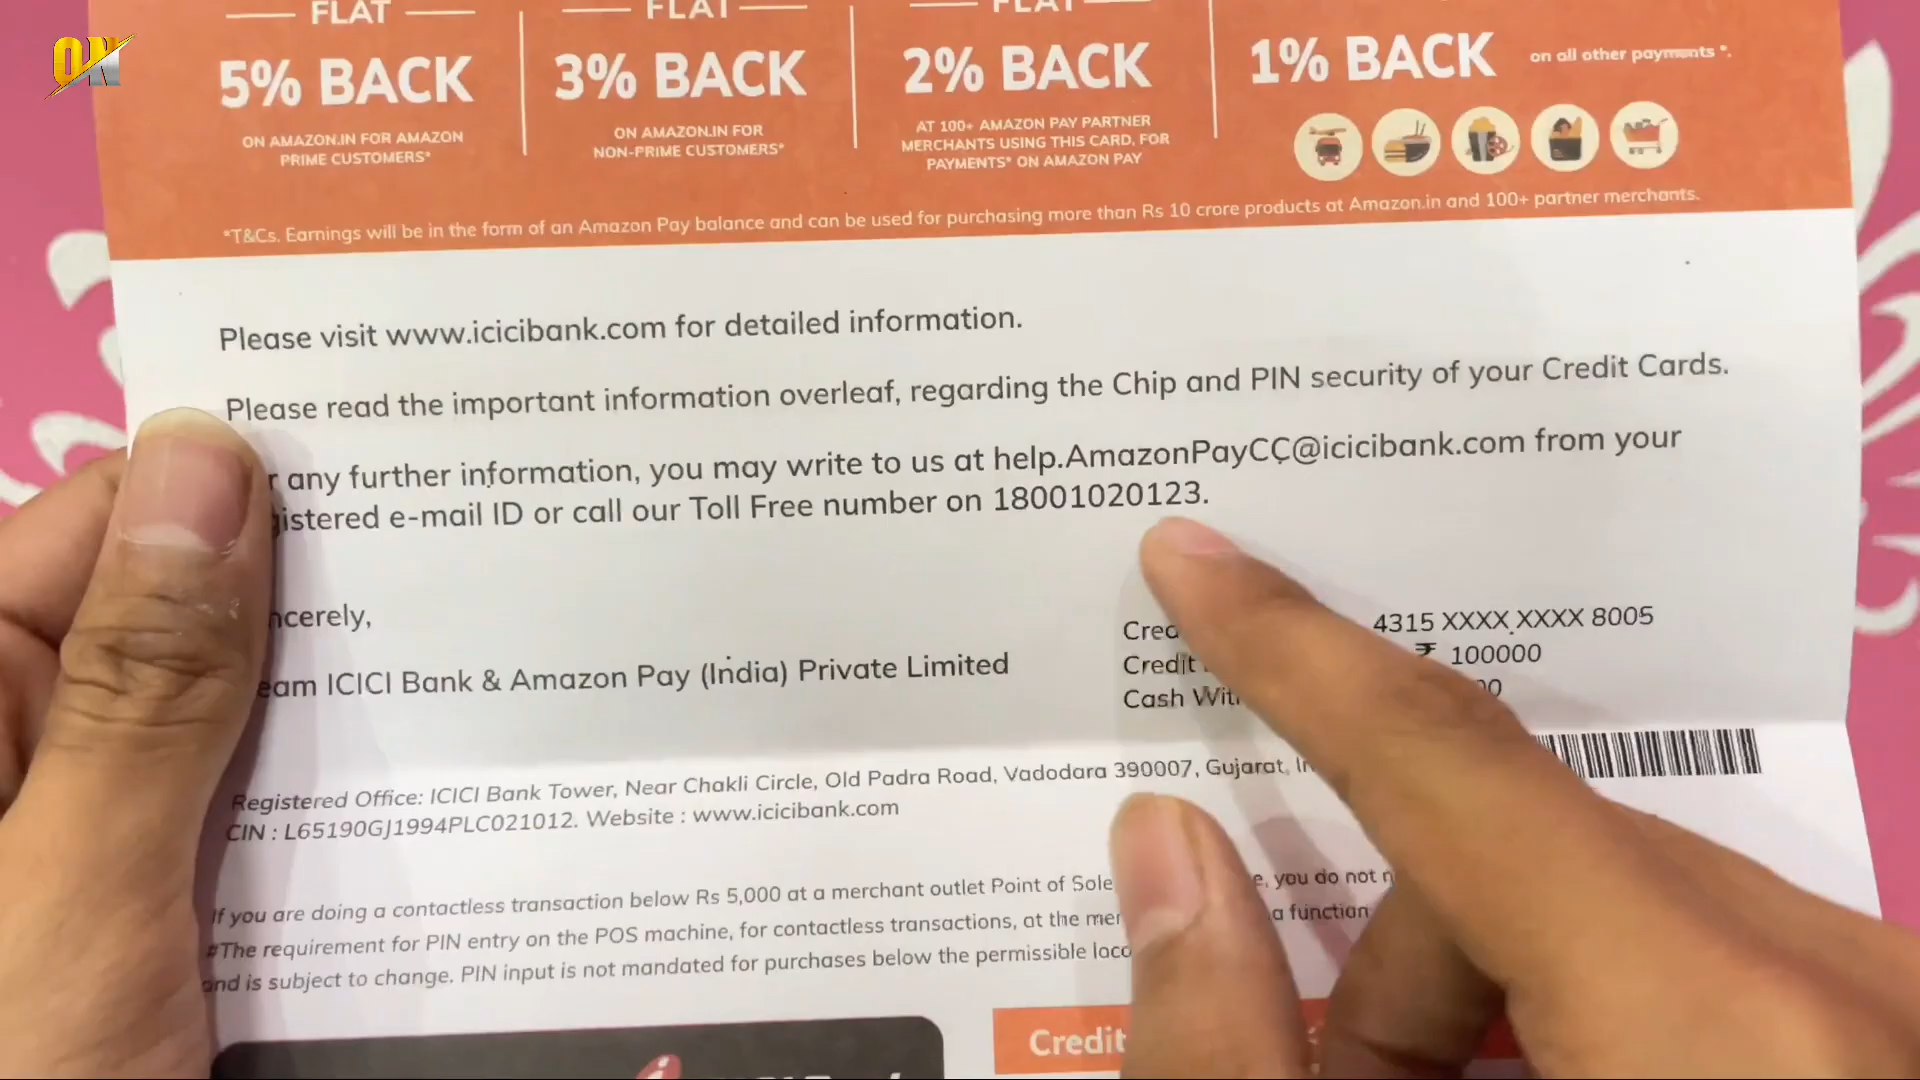 ON
FLAT FLAT FLAT
5% BACK
ON AMAZON.IN FOR AMAZON
PRIME CUSTOMERS*
3% BACK
ON AMAZON.IN FOR
NON-PRIME CUSTOMERS*
2% BACK
AT 100+ AMAZON PAY PARTNER
MERCHANTS USING THIS CARD, FOR
PAYMENTS* ON AMAZON PAY
1% BACK on all other payments*.
*T&Cs. Earnings will be in the form of an Amazon Pay balance and can be used for purchasing more than Rs 10 crore products at Amazon.in and 100+ partner merchants.
Please visit www.icicibank.com for detailed information.
Please read the important information overleaf, regarding the Chip and PIN security of your Credit Cards.
any further information, you may write to us at help.AmazonPayCC@icicibank.com from your
istered e-mail ID or call our Toll Free number on 18001020123.
ncerely,
eam ICICI Bank & Amazon Pay (India) Private Limited
Cred 4315 XXXX XXXX 8005
Credit ₹ 100000
Cash With
Registered Office: ICICI Bank Tower, Near Chakli Circle, Old Padra Road, Vadodara 390007, Gujarat, In
CIN : L65190GJ1994PLC021012. Website : www.icicibank.com
If you are doing a contactless transaction below Rs 5,000 at a merchant outlet Point of Sale e, you do not n
#The requirement for PIN entry on the POS machine, for contactless transactions, at the mer a function
and is subject to change. PIN input is not mandated for purchases below the permissible loca
Credit